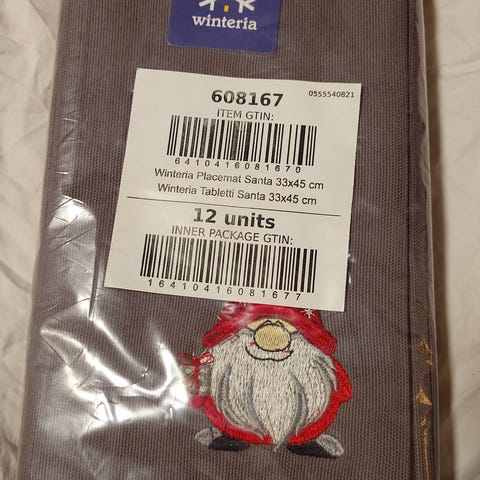 winteria
608167
0555540821
ITEM GTIN:
6410416081670
Winteria Placemat Santa 33x45 cm
Winteria Tabletti Santa 33x45 cm
12 units
INNER PACKAGE GTIN:
16410416081677